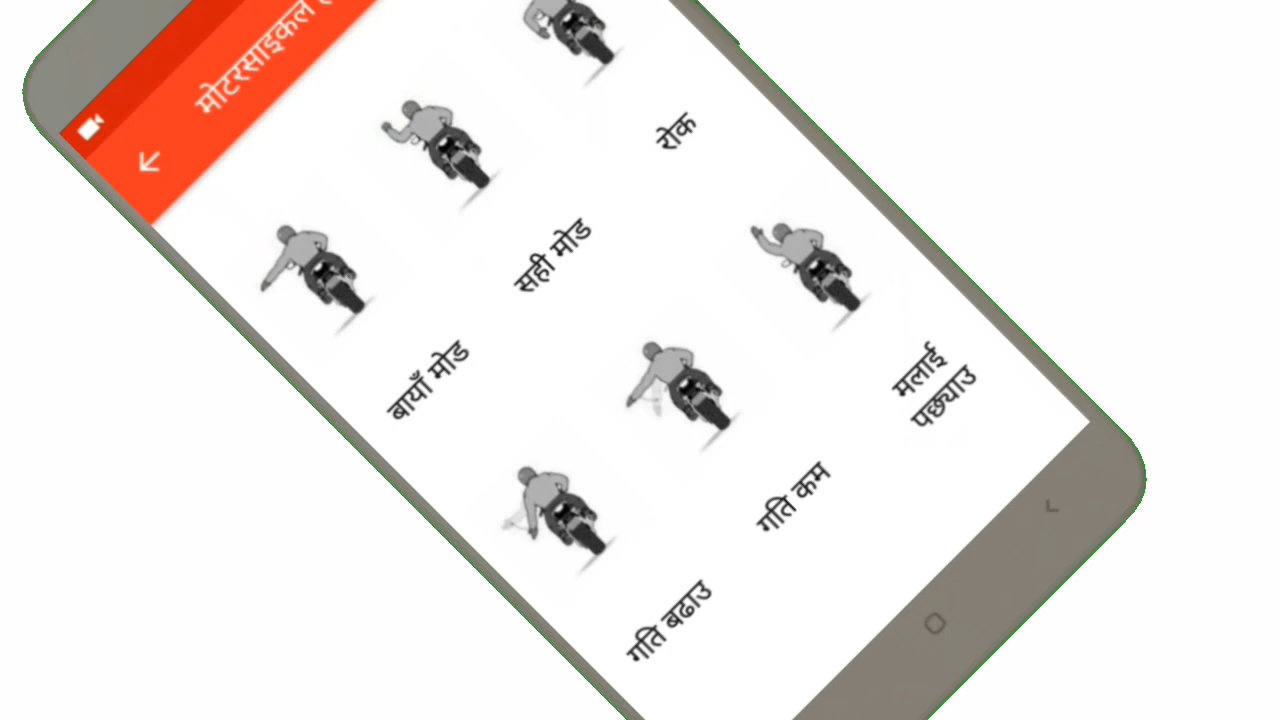 मोटरसाइकल
बायाँ मोड
सही मोड
रोक
गति बढाउ
गति कम
मलाई
पछ्याउ